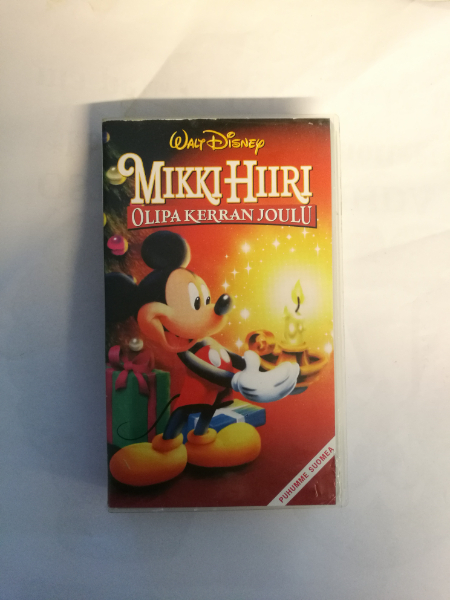 WALT DISNEY
MIKKI HIIRI
OLIPA KERRAN JOULU
PUHUMME SUOMEA